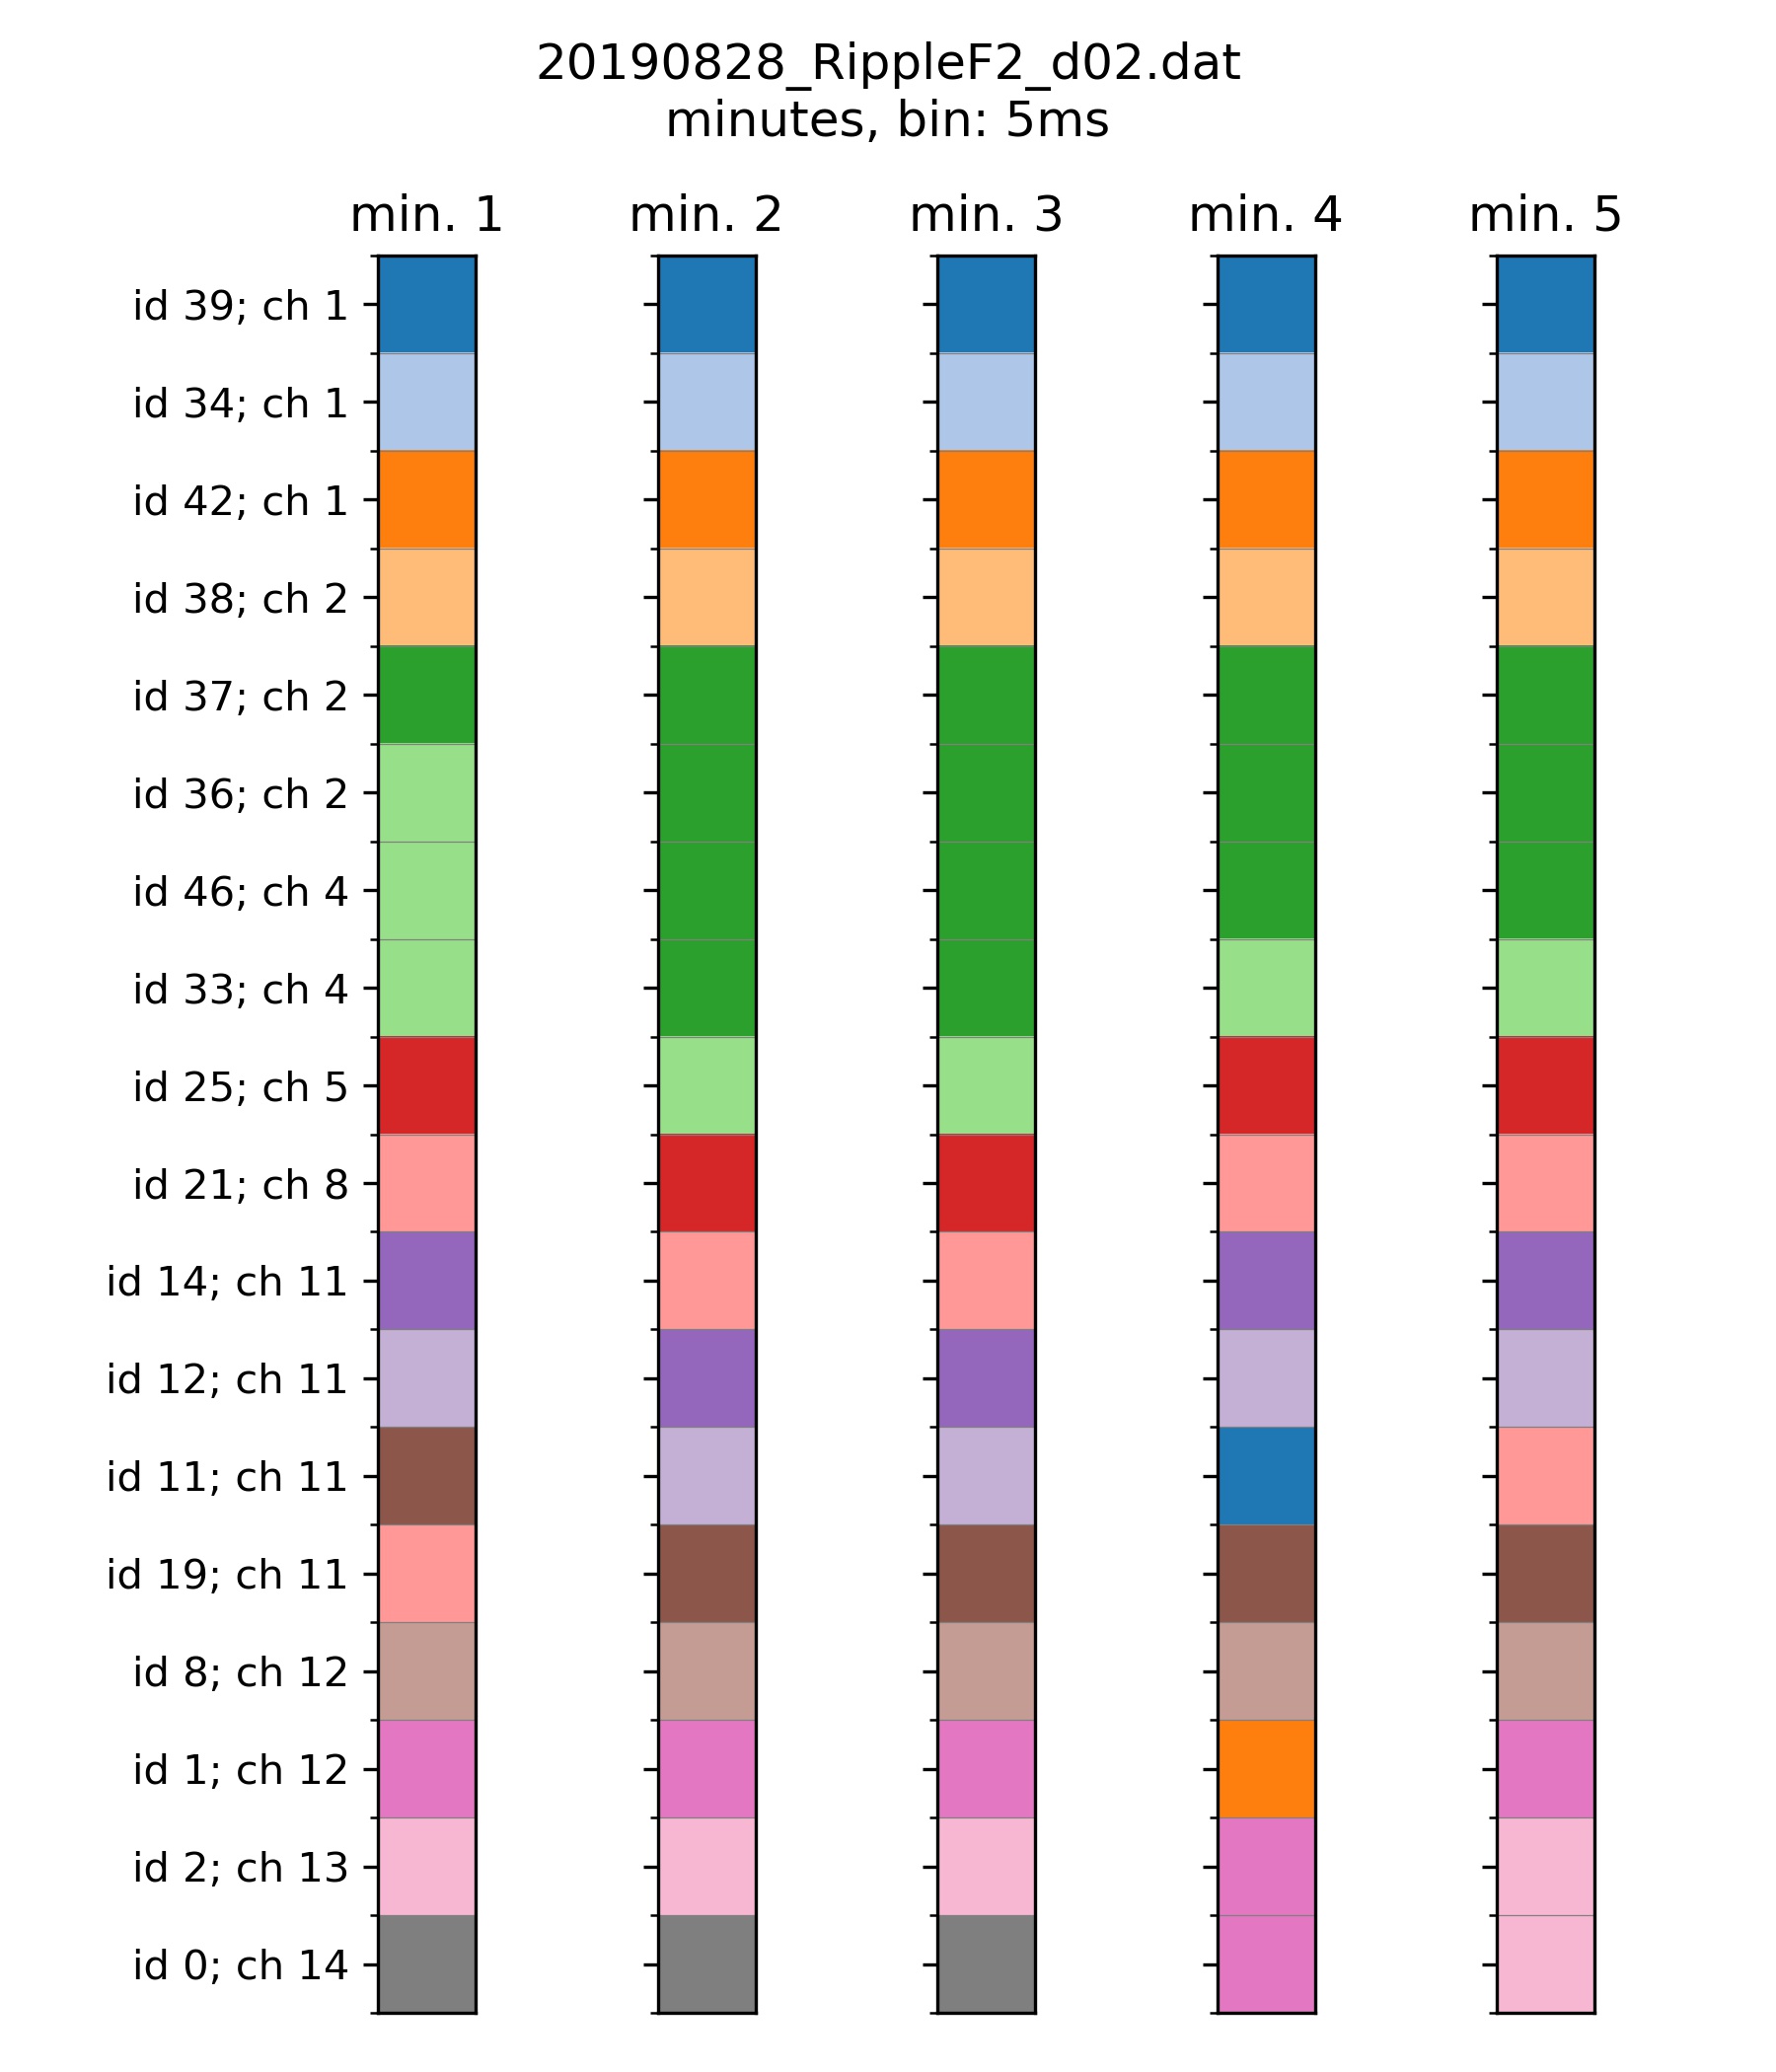 20190828_RippleF2_d02.dat
minutes, bin: 5ms
min. 1 min. 2 min. 3 min. 4 min. 5
id 39; ch 1
id 34; ch 1
id 42; ch 1
id 38; ch 2
id 37; ch 2
id 36; ch 2
id 46; ch 4
id 33; ch 4
id 25; ch 5
id 21; ch 8
id 14; ch 11
id 12; ch 11
id 11; ch 11
id 19; ch 11
id 8; ch 12
id 1; ch 12
id 2; ch 13
id 0; ch 14